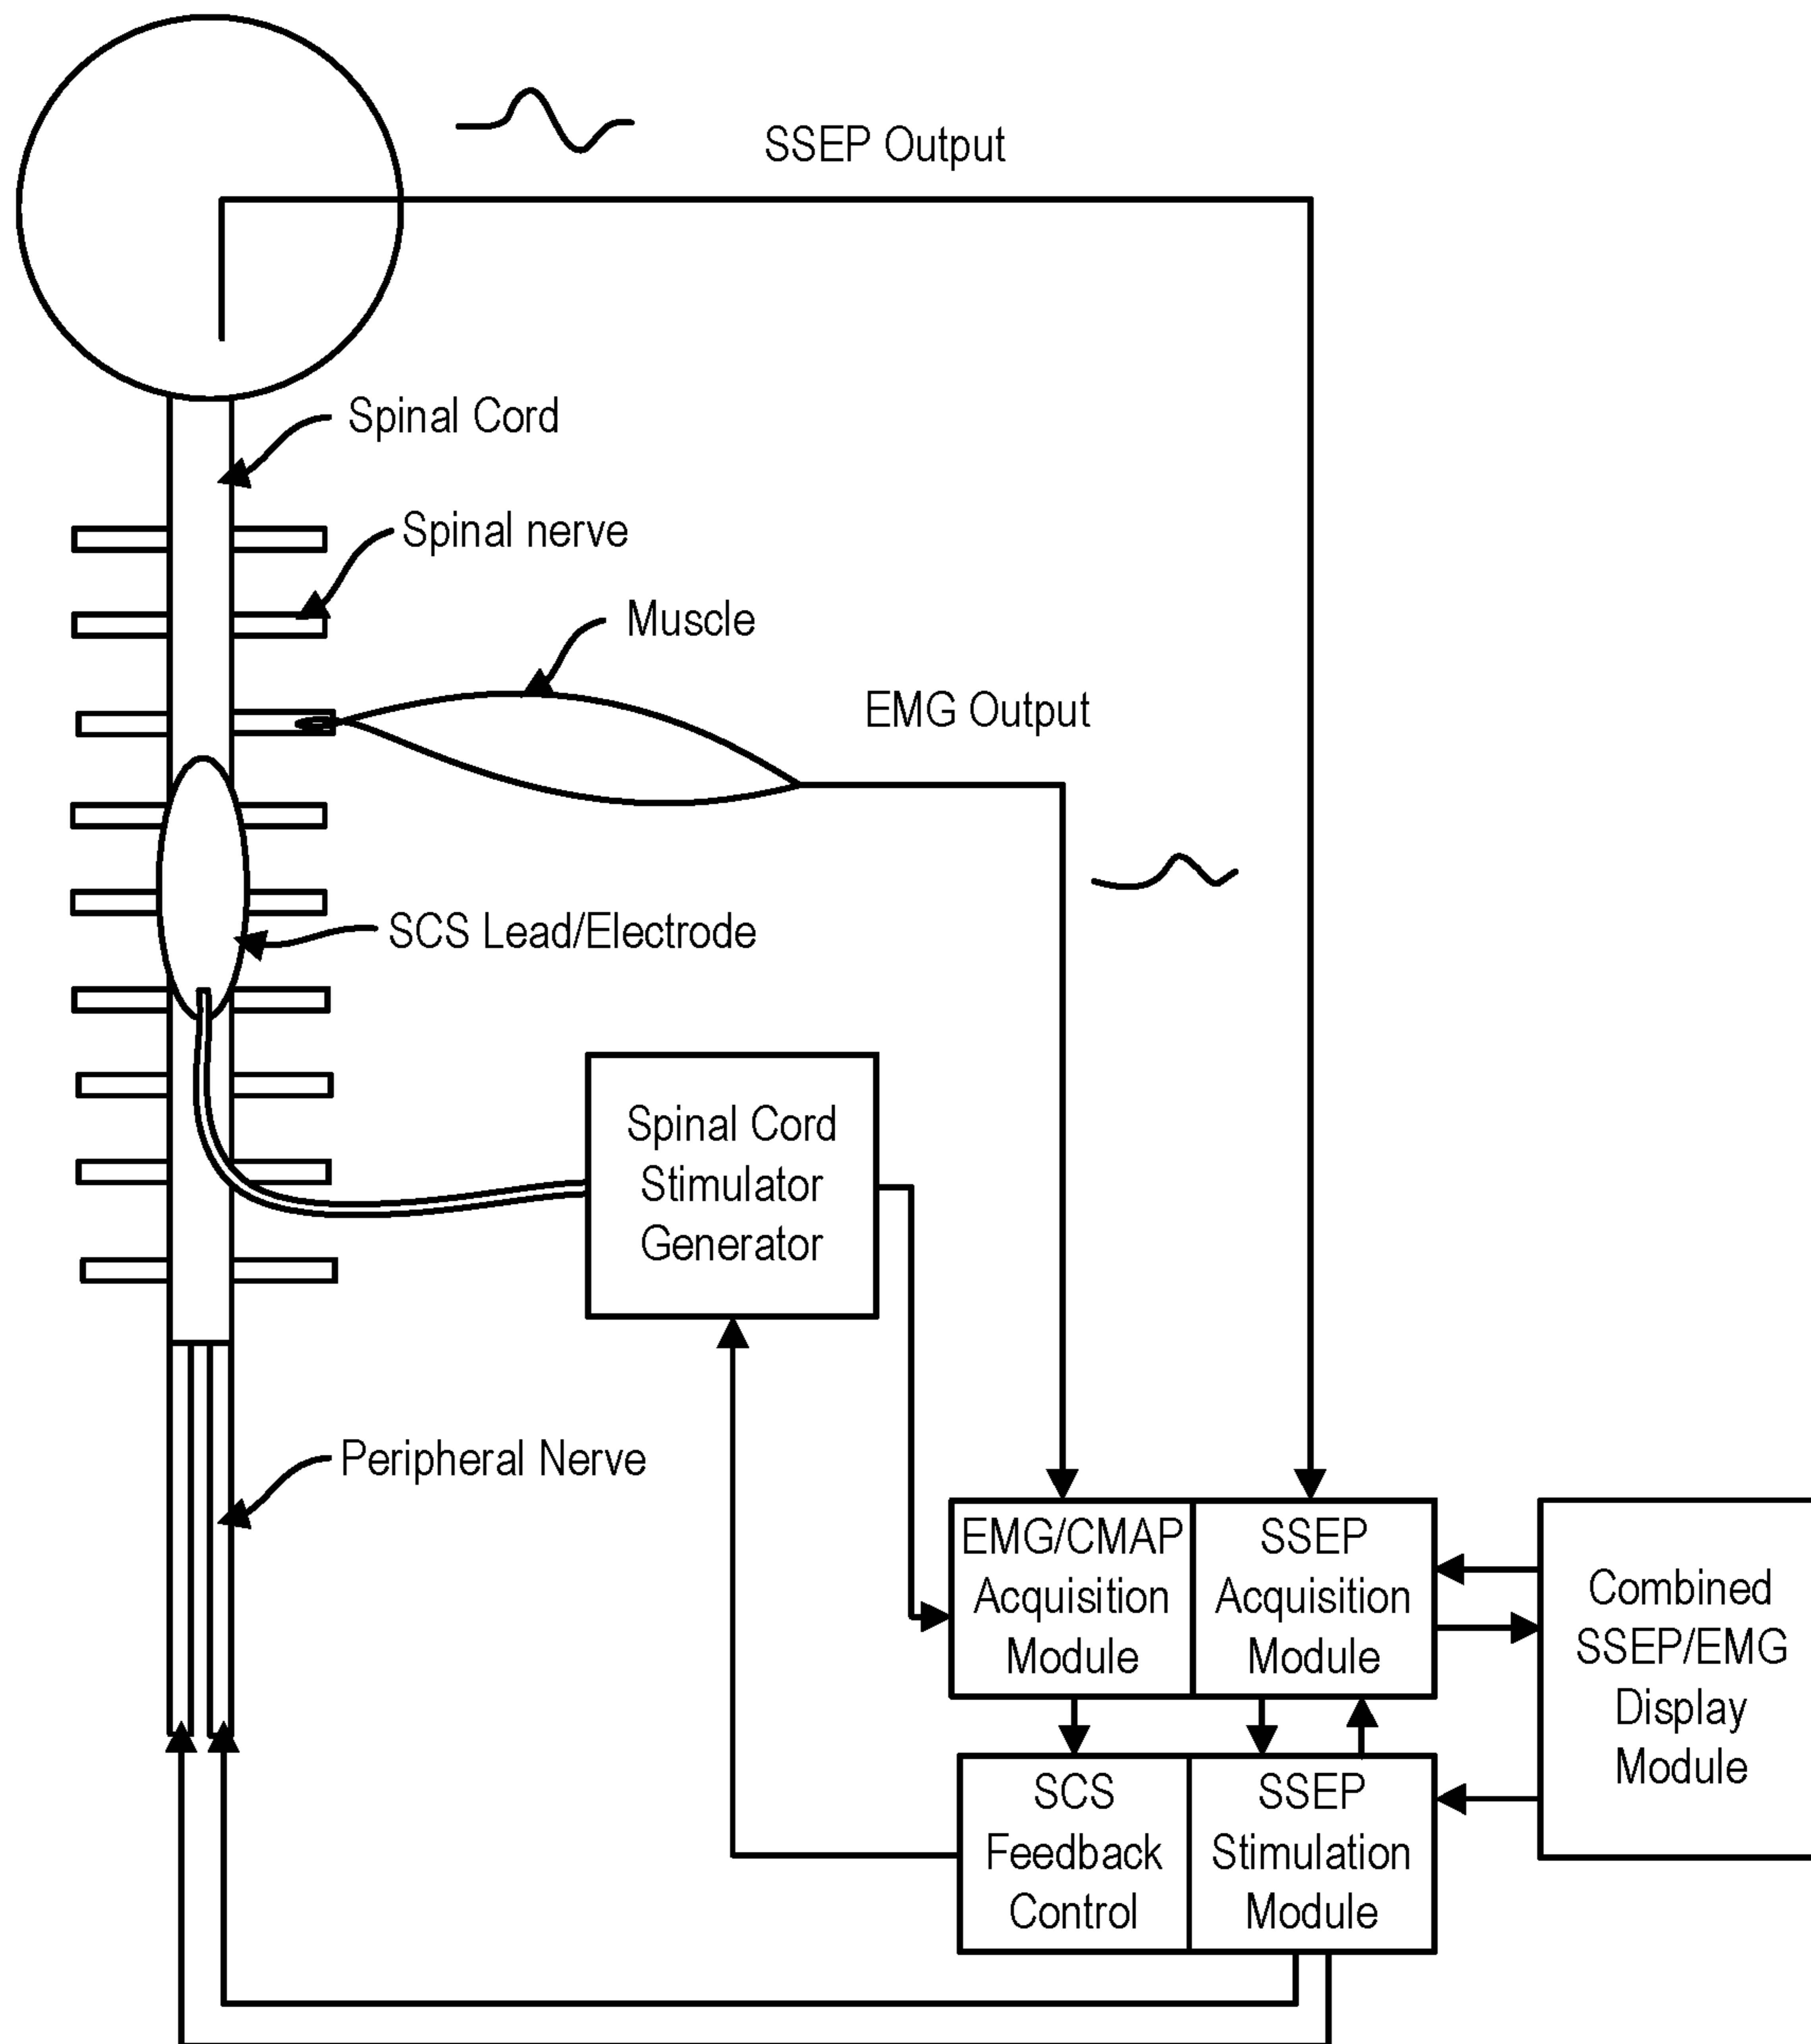 SSEP Output
Spinal Cord
Spinal nerve
Muscle
EMG Output
SCS Lead/Electrode
Spinal Cord
Stimulator
Generator
Peripheral Nerve
EMG/CMAP
Acquisition
Module
SSEP
Acquisition
Module
Combined
SSEP/EMG
Display
Module
SCS
Feedback
Control
SSEP
Stimulation
Module